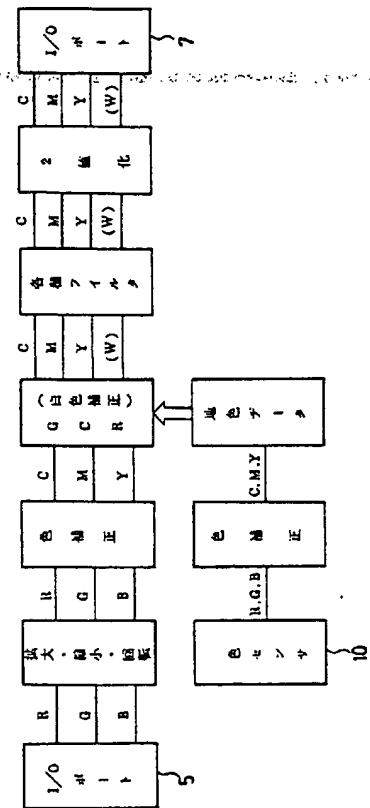 I/Oポート
5
R
G
B
拡大・縮小・回転
R
G
B
色補正
C
M
Y
(白色補正)
GCR
C
M
Y
(W)
各種フィルタ
C
M
Y
(W)
2値化
C
M
Y
(W)
I/Oポート
7
色センサ
10
R.G.B
色補正
C.M.Y
地色データ